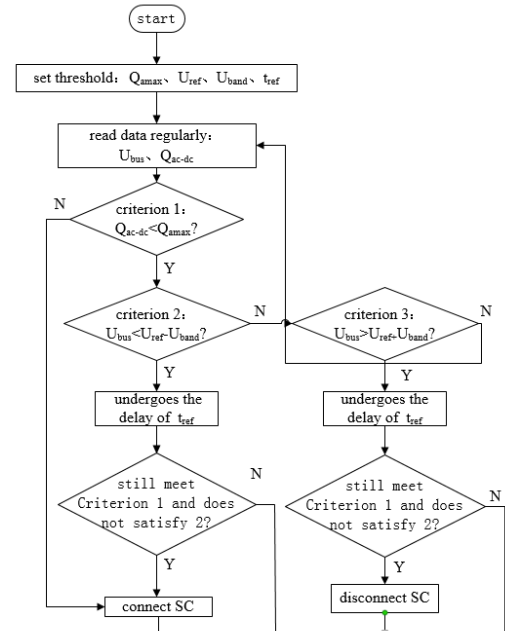 start
set threshold: Qamax、Uref、Uband、tref
read data regularly:
Ubus、Qac-dc
N
criterion 1:
Qac-dc<Qamax?
Y
criterion 2:
Ubus<Uref-Uband?
N
criterion 3:
Ubus>Uref+Uband?
N
Y
Y
undergoes the
delay of tref
undergoes the
delay of tref
still meet
Criterion 1 and does
not satisfy 2?
N
still meet
Criterion 1 and does
not satisfy 2?
N
Y
Y
connect SC
disconnect SC